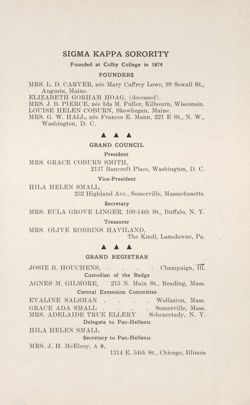 SIGMA KAPPA SORORITY
Founded at Colby College in 1874
FOUNDERS
MRS. L. D. CARVER, née Mary Caffrey Lowe, 99 Sewall St.,
Augusta, Maine.
ELIZABETH GORHAM HOAG, (deceased).
MRS. J. B. PIERCE, née Ida M. Fuller, Kilbourn, Wisconsin.
LOUISE HELEN COBURN, Skowhegan, Maine.
MRS. G. W. HALL, née Frances E. Mann, 221 E St., N. W.,
Washington, D. C.
▲ ▲ ▲
GRAND COUNCIL
President
MRS. GRACE COBURN SMITH,
2137 Bancroft Place, Washington, D. C.
Vice-President
HILA HELEN SMALL,
232 Highland Ave., Somerville, Massachusetts.
Secretary
MRS. EULA GROVE LINGER, 109-14th St., Buffalo, N. Y.
Treasurer
MRS. OLIVE ROBBINS HAVILAND,
The Knoll, Lansdowne, Pa.
▲ ▲ ▲
GRAND REGISTRAR
JOSIE B. HOUCHENS, . . . . Champaign, Ill.
Custodian of the Badge
AGNES M. GILMORE, 215 N. Main St., Reading, Mass.
Central Extension Committee
EVALINE SALSMAN . . . . Wollaston, Mass.
GRACE ADA SMALL . . . . Somerville, Mass.
MRS. ADELAIDE TRUE ELLERY Schenectady, N. Y.
Delegate to Pan-Hellenic
HILA HELEN SMALL
Secretary to Pan-Hellenic
MRS. J. H. McElroy, A Φ,
1314 E. 54th St., Chicago, Illinois